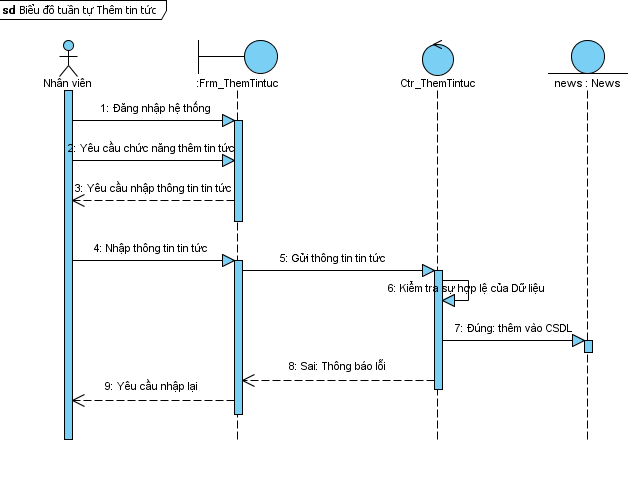 sd Biểu đồ tuần tự Thêm tin tức
Nhân viên
:Frm_ThemTintuc
Ctr_ThemTintuc
news : News
1: Đăng nhập hệ thống
2: Yêu cầu chức năng thêm tin tức
3: Yêu cầu nhập thông tin tin tức
4: Nhập thông tin tin tức
5: Gửi thông tin tin tức
6: Kiểm tra sự hợp lệ của Dữ liệu
7: Đúng: thêm vào CSDL
8: Sai: Thông báo lỗi
9: Yêu cầu nhập lại